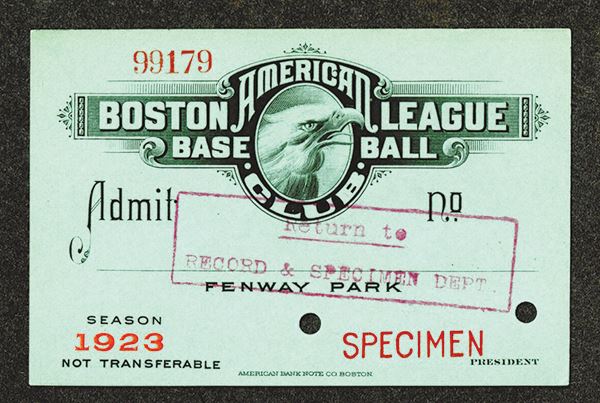 99179
AMERICAN
BOSTON LEAGUE
BASE BALL
CLUB
Admit No
Return to
RECORD & SPECIMEN DEPT
FENWAY PARK
SEASON
1923
NOT TRANSFERABLE
SPECIMEN
PRESIDENT
AMERICAN BANK NOTE CO. BOSTON.